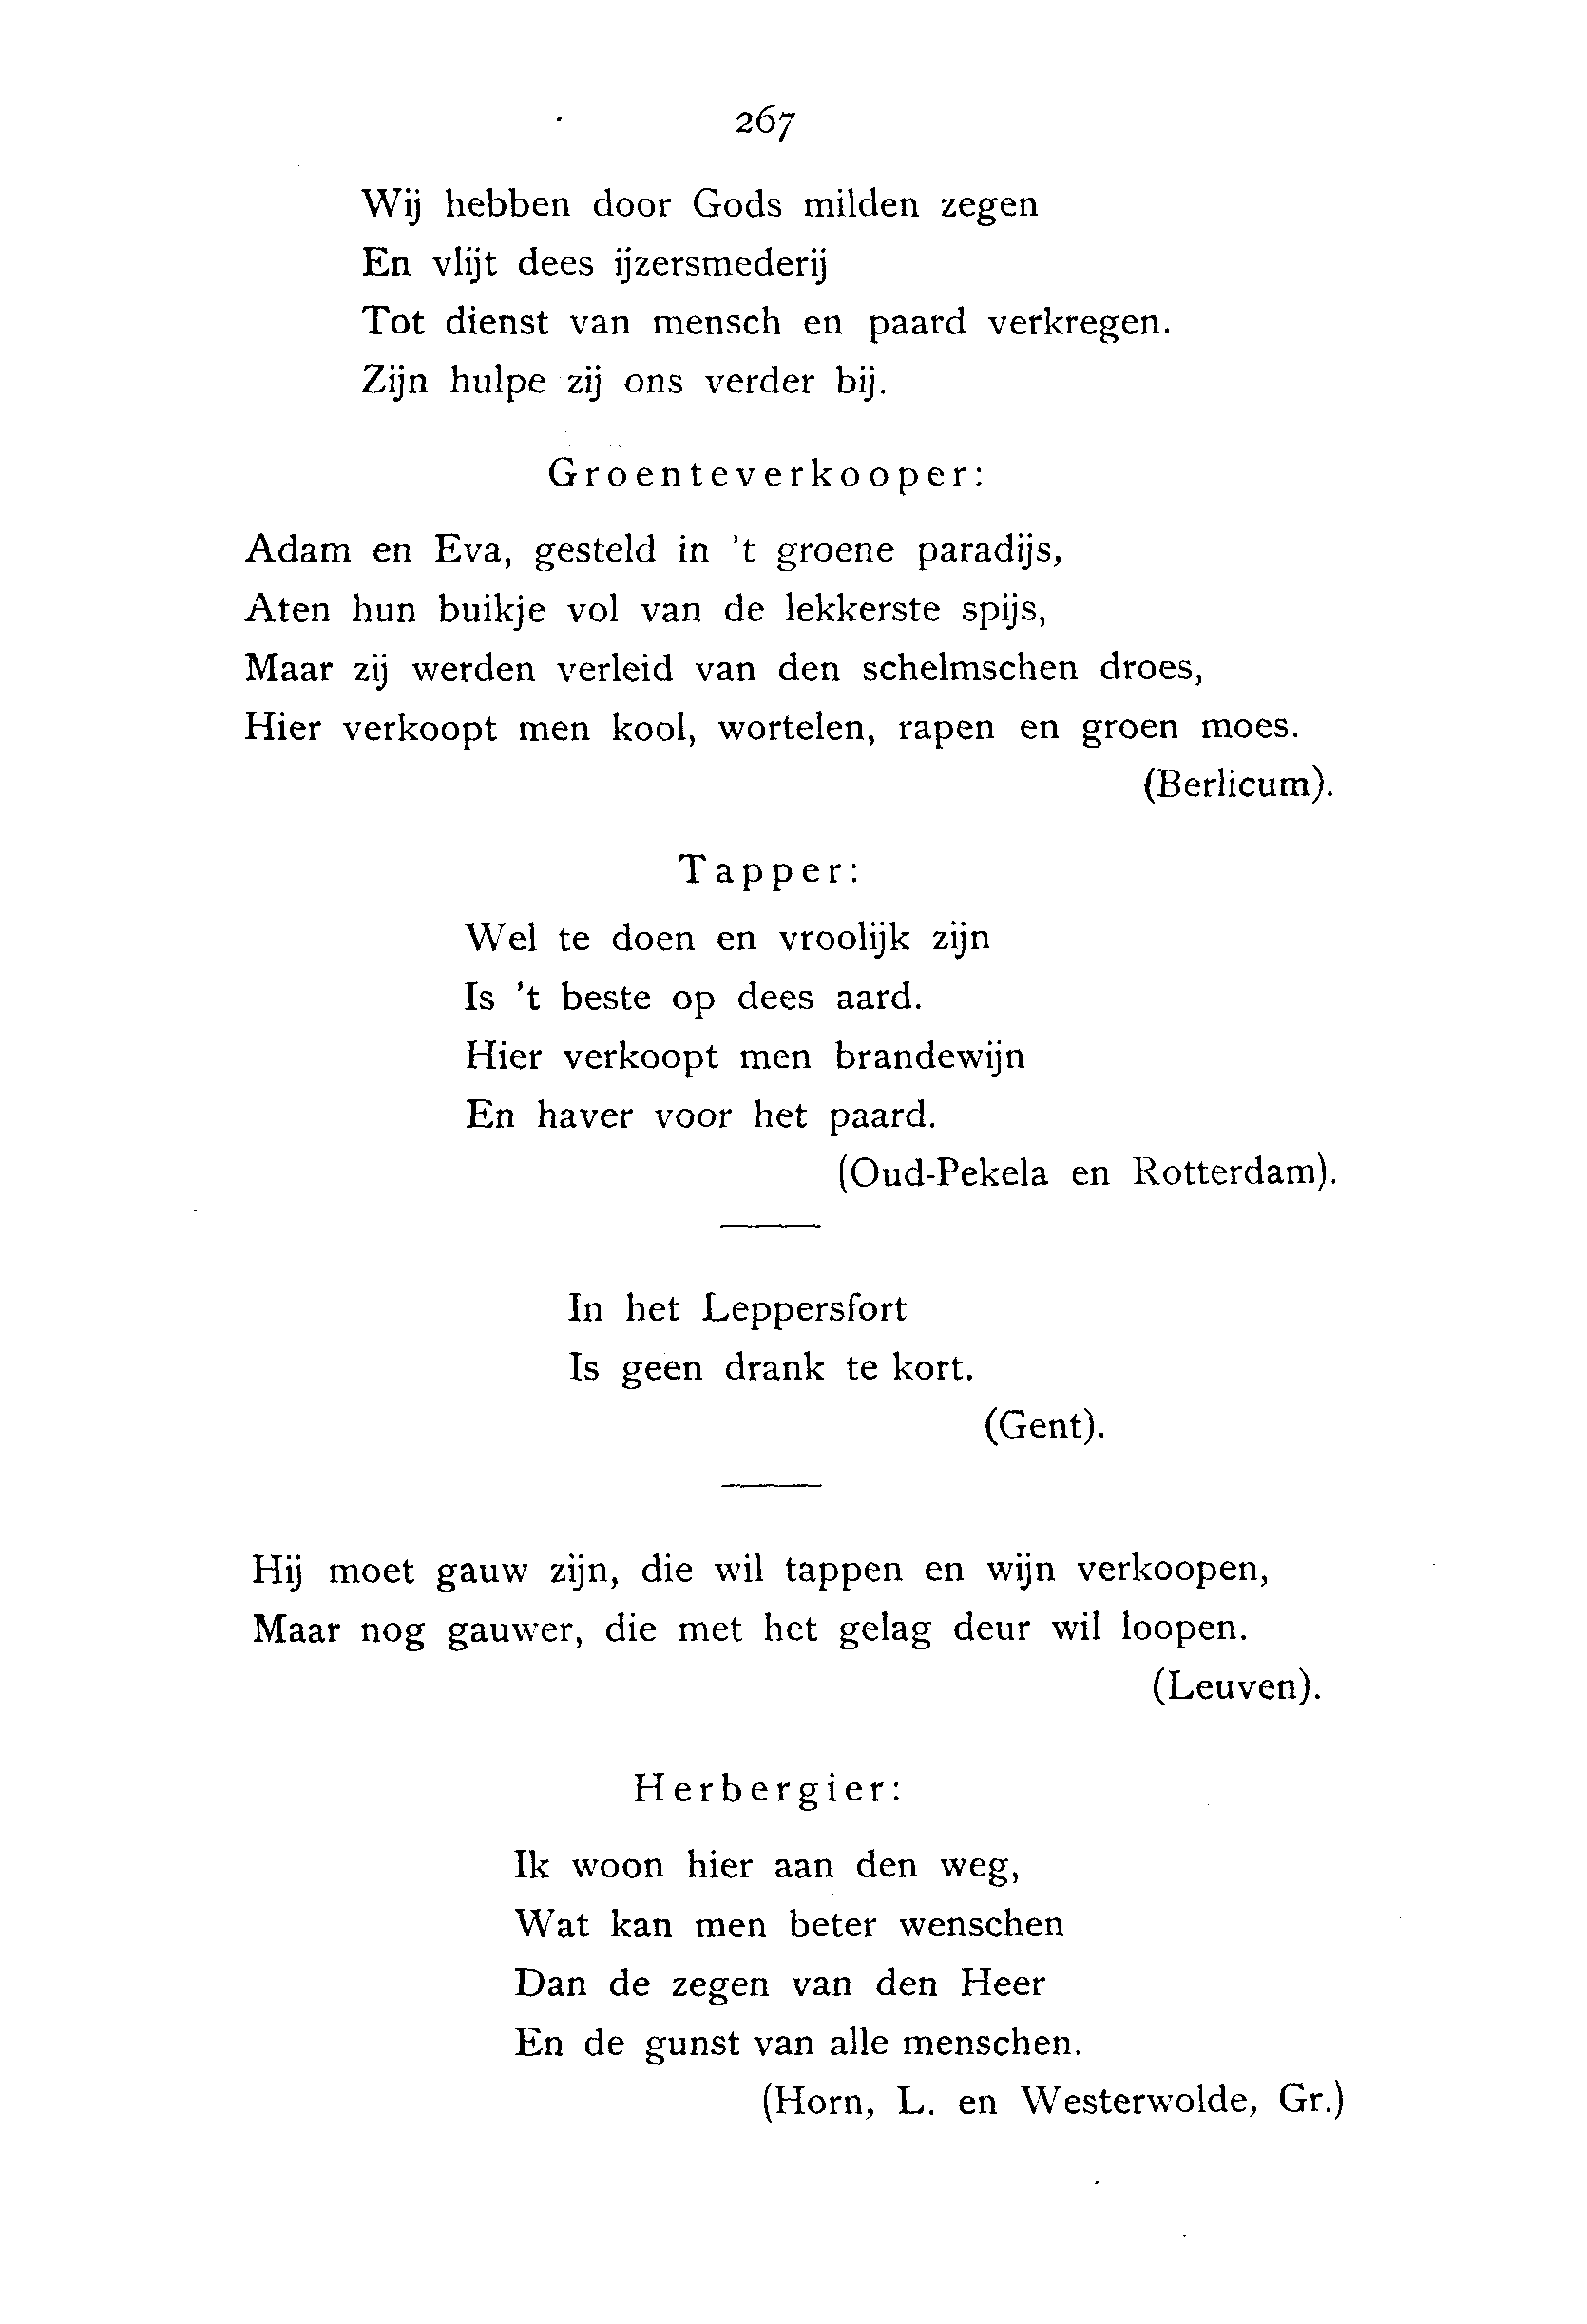 267
Wij hebben door Gods milden zegen
En vlijt dees ijzersmederij
Tot dienst van mensch en paard verkregen.
Zijn hulpe zij ons verder bij.
Groenteverkooper:
Adam en Eva, gesteld in 't groene paradijs,
Aten hun buikje vol van de lekkerste spijs,
Maar zij werden verleid van den schelmschen droes,
Hier verkoopt men kool, wortelen, rapen en groen moes.
(Berlicum).
Tapper:
Wel te doen en vroolijk zijn
Is 't beste op dees aard.
Hier verkoopt men brandewijn
En haver voor het paard.
(Oud-Pekela en Rotterdam).
In het Leppersfort
Is geen drank te kort.
(Gent).
Hij moet gauw zijn, die wil tappen en wijn verkoopen,
Maar nog gauwer, die met het gelag deur wil loopen.
(Leuven).
Herbergier:
Ik woon hier aan den weg,
Wat kan men beter wenschen
Dan de zegen van den Heer
En de gunst van alle menschen.
(Horn, L. en Westerwolde, Gr.)